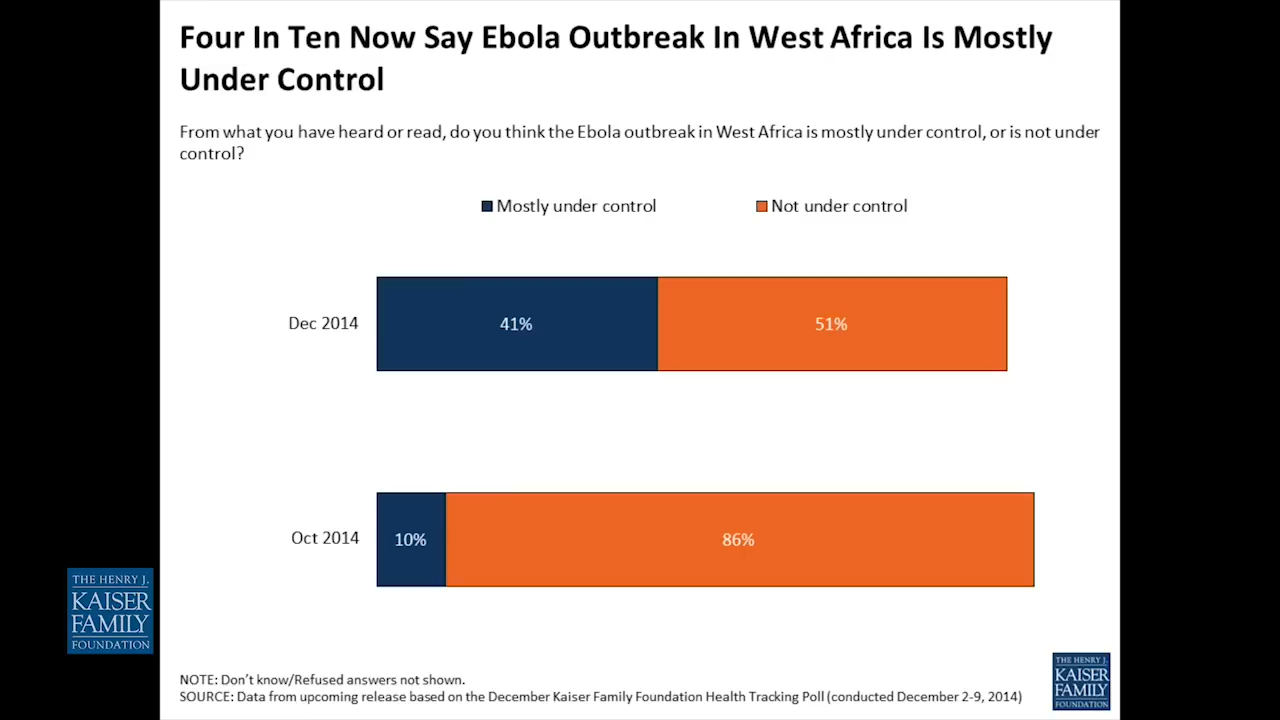 Four In Ten Now Say Ebola Outbreak In West Africa Is Mostly
Under Control
From what you have heard or read, do you think the Ebola outbreak in West Africa is mostly under control, or is not under
control?
Mostly under control
Not under control
Dec 2014
41%
51%
Oct 2014
10%
86%
THE HENRY J.
KAISER
FAMILY
FOUNDATION
NOTE: Don't know/Refused answers not shown.
SOURCE: Data from upcoming release based on the December Kaiser Family Foundation Health Tracking Poll (conducted December 2-9, 2014)
THE HENRY J.
KAISER
FAMILY
FOUNDATION